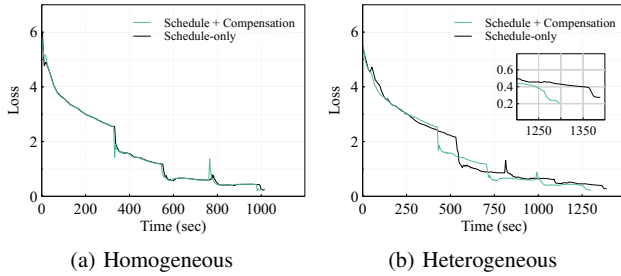 Schedule + Compensation
Schedule-only
6
4
2
0
Loss
0 200 400 600 800 1000
Time (sec)
(a) Homogeneous
Schedule + Compensation
Schedule-only
6
4
2
0
Loss
0.6
0.4
0.2
1250 1350
0 250 500 750 1000 1250
Time (sec)
(b) Heterogeneous